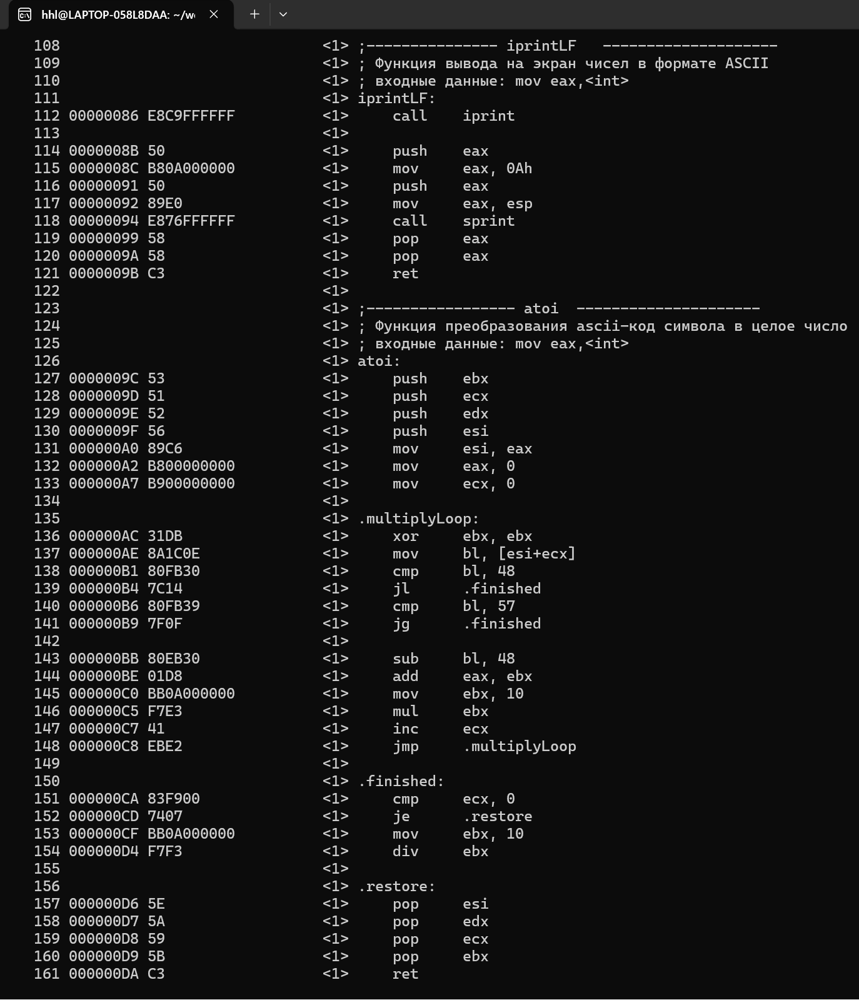 hhl@LAPTOP-058L8DAA: ~/w
108 <1> ;--------------- iprintLF --------------------
109 <1> ; Функция вывода на экран чисел в формате ASCII
110 <1> ; входные данные: mov eax,<int>
111 <1> iprintLF:
112 00000086 E8C9FFFFFF <1> call iprint
113 <1>
114 0000008B 50 <1> push eax
115 0000008C B80A000000 <1> mov eax, 0Ah
116 00000091 50 <1> push eax
117 00000092 89E0 <1> mov eax, esp
118 00000094 E876FFFFFF <1> call sprint
119 00000099 58 <1> pop eax
120 0000009A 58 <1> pop eax
121 0000009B C3 <1> ret
122 <1>
123 <1> ;----------------- atoi ---------------------
124 <1> ; Функция преобразования ascii-код символа в целое число
125 <1> ; входные данные: mov eax,<int>
126 <1> atoi:
127 0000009C 53 <1> push ebx
128 0000009D 51 <1> push ecx
129 0000009E 52 <1> push edx
130 0000009F 56 <1> push esi
131 000000A0 89C6 <1> mov esi, eax
132 000000A2 B800000000 <1> mov eax, 0
133 000000A7 B900000000 <1> mov ecx, 0
134 <1>
135 <1> .multiplyLoop:
136 000000AC 31DB <1> xor ebx, ebx
137 000000AE 8A1C0E <1> mov bl, [esi+ecx]
138 000000B1 80FB30 <1> cmp bl, 48
139 000000B4 7C14 <1> jl .finished
140 000000B6 80FB39 <1> cmp bl, 57
141 000000B9 7F0F <1> jg .finished
142 <1>
143 000000BB 80EB30 <1> sub bl, 48
144 000000BE 01D8 <1> add eax, ebx
145 000000C0 BB0A000000 <1> mov ebx, 10
146 000000C5 F7E3 <1> mul ebx
147 000000C7 41 <1> inc ecx
148 000000C8 EBE2 <1> jmp .multiplyLoop
149 <1>
150 <1> .finished:
151 000000CA 83F900 <1> cmp ecx, 0
152 000000CD 7407 <1> je .restore
153 000000CF BB0A000000 <1> mov ebx, 10
154 000000D4 F7F3 <1> div ebx
155 <1>
156 <1> .restore:
157 000000D6 5E <1> pop esi
158 000000D7 5A <1> pop edx
159 000000D8 59 <1> pop ecx
160 000000D9 5B <1> pop ebx
161 000000DA C3 <1> ret